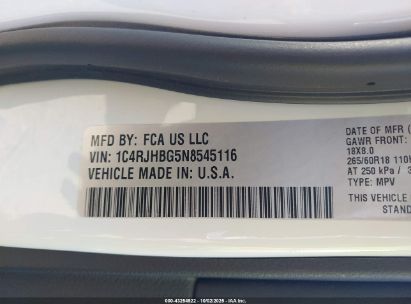 MFD BY: FCA US LLC
VIN: 1C4RJHBG5N8545116
VEHICLE MADE IN: U.S.A.
DATE OF MFR
GAWR FRONT:
18X8.0
265/60R18 110
AT 250 kPa /
TYPE: MPV
THIS VEHICLE